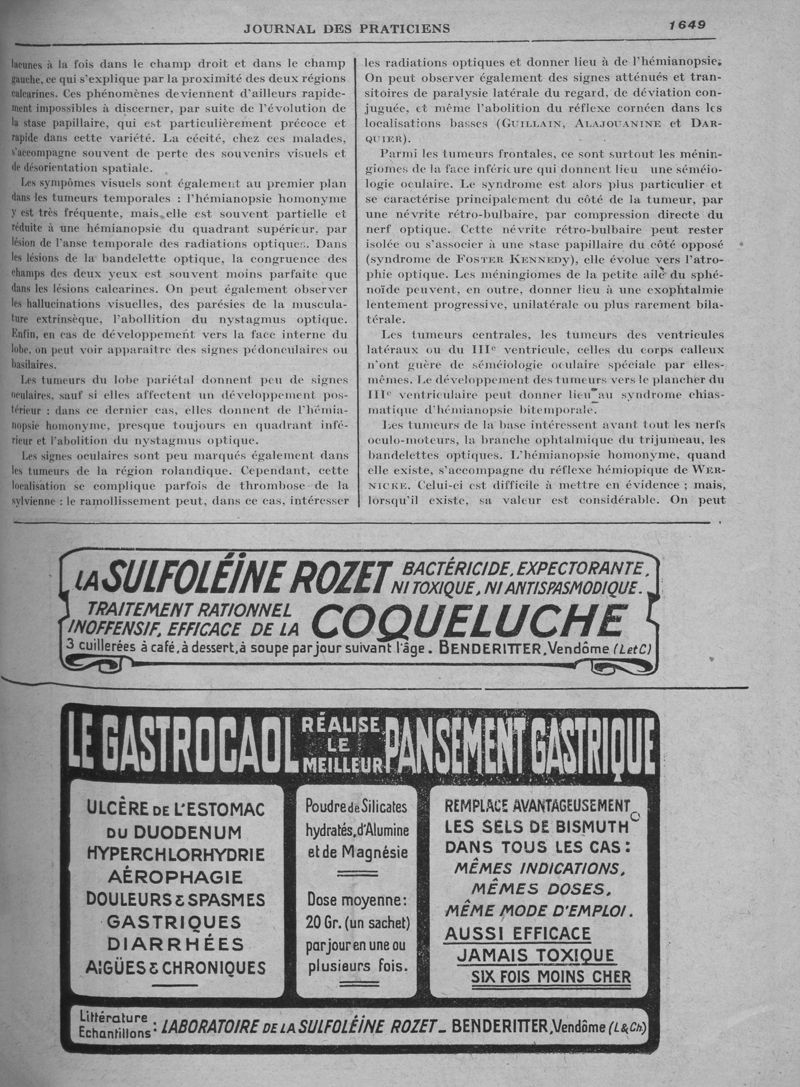 JOURNAL DES PRATICIENS
1649
lacunes à la fois dans le champ droit et dans le champ
gauche, ce qui s'explique par la proximité des deux régions
calcarines. Ces phénomènes deviennent d'ailleurs rapide-
ment impossibles à discerner, par suite de l'évolution de
la stase papillaire, qui est particulièrement précoce et
rapide dans cette variété. La cécité, chez ces malades,
s'accompagne souvent de perte des souvenirs visuels et
de désorientation spatiale.
Les symptômes visuels sont également au premier plan
dans les tumeurs temporales : l'hémianopsie homonyme
y est très fréquente, mais elle est souvent partielle et
réduite à une hémianopsie du quadrant supérieur, par
lésion de l'anse temporale des radiations optiques. Dans
les lésions de la bandelette optique, la congruence des
champs des deux yeux est souvent moins parfaite que
dans les lésions calcarines. On peut également observer
les hallucinations visuelles, des parésies de la muscula-
ture extrinsèque, l'abollition du nystagmus optique.
Enfin, en cas de développement vers la face interne du
lobe, on peut voir apparaître des signes pédonculaires ou
basilaires.
Les tumeurs du lobe pariétal donnent peu de signes
oculaires, sauf si elles affectent un développement pos-
térieur : dans ce dernier cas, elles donnent de l'hémia-
nopsie homonyme, presque toujours en quadrant infé-
rieur et l'abolition du nystagmus optique.
Les signes oculaires sont peu marqués également dans
les tumeurs de la région rolandique. Cependant, cette
localisation se complique parfois de thrombose de la
sylvienne : le ramollissement peut, dans ce cas, intéresser
les radiations optiques et donner lieu à de l'hémianopsie.
On peut observer également des signes atténués et tran-
sitoires de paralysie latérale du regard, de déviation con-
juguée, et même l'abolition du réflexe cornéen dans les
localisations basses (GUILLAIN, ALAJOUANINE et DAR-
QUIER).
Parmi les tumeurs frontales, ce sont surtout les ménin-
giomes de la face inférieure qui donnent lieu une séméio-
logie oculaire. Le syndrome est alors plus particulier et
se caractérise principalement du côté de la tumeur, par
une névrite rétro-bulbaire, par compression directe du
nerf optique. Cette névrite rétro-bulbaire peut rester
isolée ou s'associer à une stase papillaire du côté opposé
(syndrome de FOSTER KENNEDY), elle évolue vers l'atro-
phie optique. Les méningiomes de la petite aile du sphé-
noïde peuvent, en outre, donner lieu à une exophtalmie
lentement progressive, unilatérale ou plus rarement bila-
térale.
Les tumeurs centrales, les tumeurs des ventricules
latéraux ou du IIIe ventricule, celles du corps calleux
n'ont guère de séméiologie oculaire spéciale par elles-
mêmes. Le développement des tumeurs vers le plancher du
IIIe ventriculaire peut donner lieu au syndrome chias-
matique d'hémianopsie bitemporale.
Les tumeurs de la base intéressent avant tout les nerfs
oculo-moteurs, la branche ophtalmique du trijumeau, les
bandelettes optiques. L'hémianopsie homonyme, quand
elle existe, s'accompagne du réflexe hémiopique de WER-
NICKE. Celui-ci est difficile à mettre en évidence ; mais,
lorsqu'il existe, sa valeur est considérable. On peut
LA SULFOLÉÏNE ROZET BACTÉRICIDE, EXPECTORANTE,
NI TOXIQUE, NI ANTISPASMODIQUE.
TRAITEMENT RATIONNEL
INOFFENSIF, EFFICACE DE LA COQUELUCHE
3 cuillerées à café, à dessert, à soupe par jour suivant l'âge. BENDERITTER, Vendôme (L et C)
LE GASTROCAOL RÉALISE LE MEILLEUR PANSEMENT GASTRIQUE
ULCÈRE DE L'ESTOMAC
DU DUODENUM
HYPERCHLORHYDRIE
AÉROPHAGIE
DOULEURS & SPASMES
GASTRIQUES
DIARRHÉES
AIGÜES & CHRONIQUES
Poudre de Silicates
hydratés, d'Alumine
et de Magnésie
Dose moyenne:
20 Gr. (un sachet)
par jour en une ou
plusieurs fois.
REMPLACE AVANTAGEUSEMENT
LES SELS DE BISMUTH
DANS TOUS LES CAS:
MÊMES INDICATIONS,
MÊMES DOSES,
MÊME MODE D'EMPLOI.
AUSSI EFFICACE
JAMAIS TOXIQUE
SIX FOIS MOINS CHER
Littérature
Echantillons : LABORATOIRE DE LA SULFOLÉÏNE ROZET_ BENDERITTER, Vendôme (L & Ch)